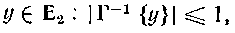 y ∈ E₂ : |Γ⁻¹ {y}| ⩽ 1,